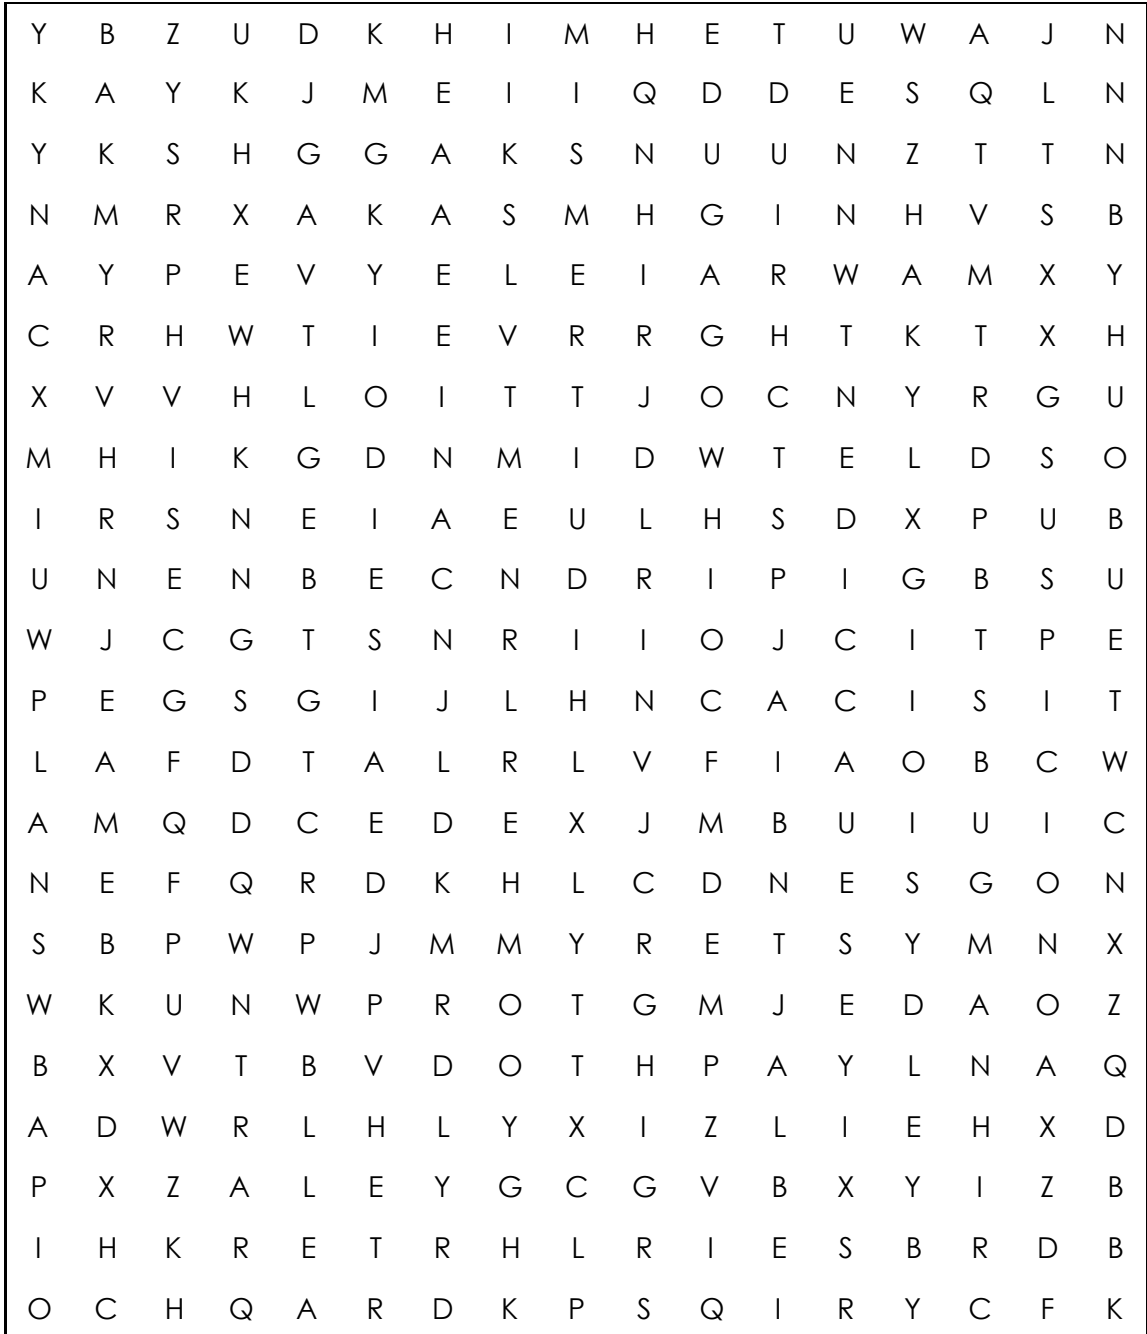 Y B Z U D K H I M H E T U W A J N
K A Y K J M E I I Q D D E S Q L N
Y K S H G G A K S N U U N Z T T N
N M R X A K A S M H G I N H V S B
A Y P E V Y E L E I A R W A M X Y
C R H W T I E V R R G H T K T X H
X V V H L O I T T J O C N Y R G U
M H I K G D N M I D W T E L D S O
I R S N E I A E U L H S D X P U B
U N E N B E C N D R I P I G B S U
W J C G T S N R I I O J C I T P E
P E G S G I J L H N C A C I S I T
L A F D T A L R L V F I A O B C W
A M Q D C E D E X J M B U I U I C
N E F Q R D K H L C D N E S G O N
S B P W P J M M Y R E T S Y M N X
W K U N W P R O T G M J E D A O Z
B X V T B V D O T H P A Y L N A Q
A D W R L H L Y X I Z L I E H X D
P X Z A L E Y G C G V B X Y I Z B
I H K R E T R H L R I E S B R D B
O C H Q A R D K P S Q I R Y C F K